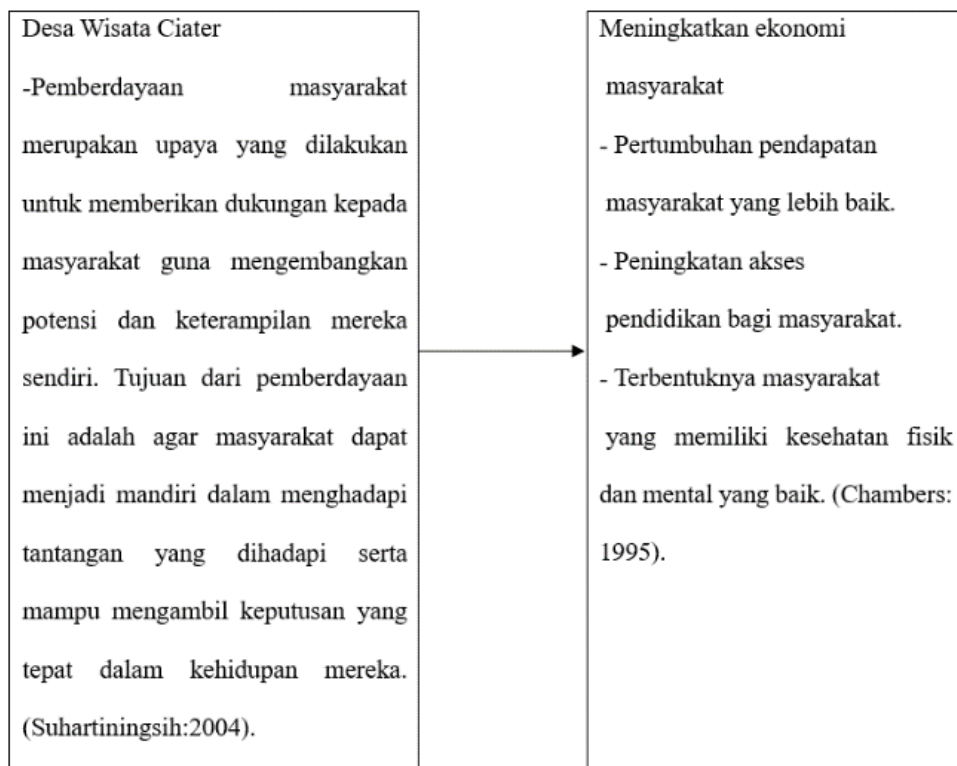 Desa Wisata Ciater
-Pemberdayaan masyarakat
merupakan upaya yang dilakukan
untuk memberikan dukungan kepada
masyarakat guna mengembangkan
potensi dan keterampilan mereka
sendiri. Tujuan dari pemberdayaan
ini adalah agar masyarakat dapat
menjadi mandiri dalam menghadapi
tantangan yang dihadapi serta
mampu mengambil keputusan yang
tepat dalam kehidupan mereka.
(Suhartiningsih:2004).
Meningkatkan ekonomi
masyarakat
- Pertumbuhan pendapatan
masyarakat yang lebih baik.
- Peningkatan akses
pendidikan bagi masyarakat.
- Terbentuknya masyarakat
yang memiliki kesehatan fisik
dan mental yang baik. (Chambers:
1995).